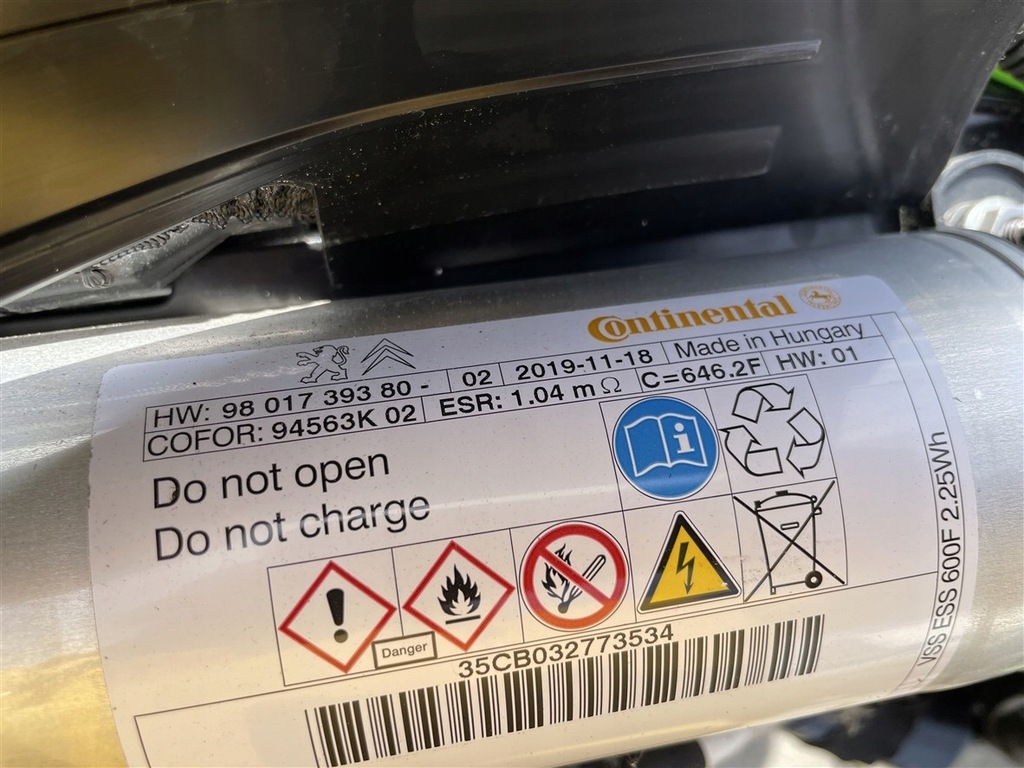 Continental
HW: 98 017 393 80 - 02 2019-11-18 Made in Hungary
COFOR: 94563K 02 ESR: 1.04 mΩ C=646.2F HW: 01
Do not open
Do not charge
Danger
35CB032773534
VSS ESS 600F 2.25Wh